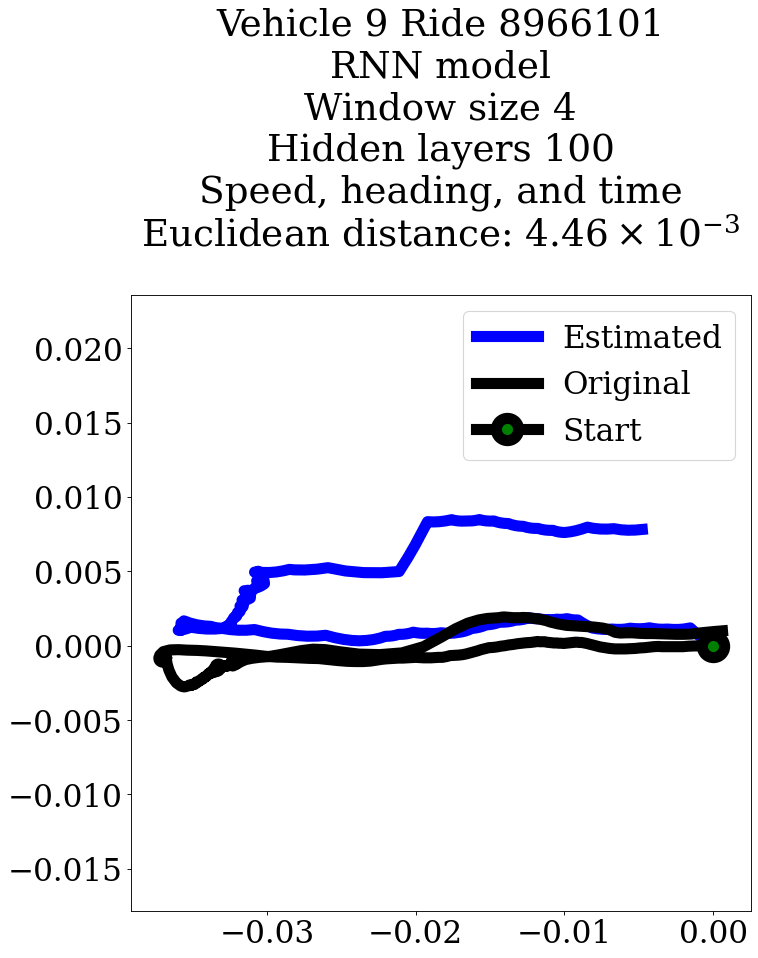 Vehicle 9 Ride 8966101
RNN model
Window size 4
Hidden layers 100
Speed, heading, and time
Euclidean distance: 4.46 × 10⁻³
Estimated
Original
Start
0.020
0.015
0.010
0.005
0.000
−0.005
−0.010
−0.015
−0.03 −0.02 −0.01 0.00